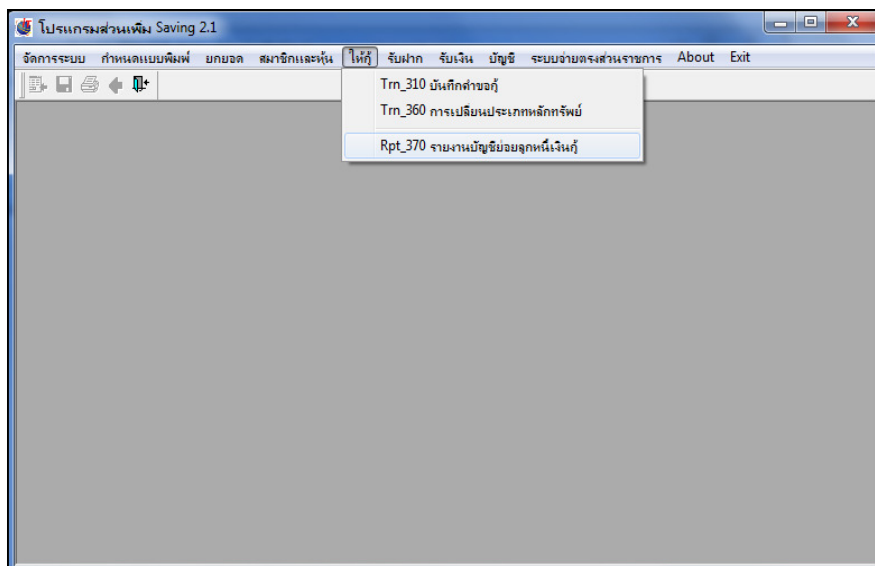 โปรแกรมส่วนเพิ่ม Saving 2.1
จัดการระบบ กำหนดแบบพิมพ์ ยกยอด สมาชิกและหุ้น ให้กู้ รับฝาก รับเงิน บัญชี ระบบจ่ายตรงส่วนราชการ About Exit
Trn_310 บันทึกคำขอกู้
Trn_360 การเปลี่ยนประเภทหลักทรัพย์
Rpt_370 รายงานบัญชีย่อยลูกหนี้เงินกู้